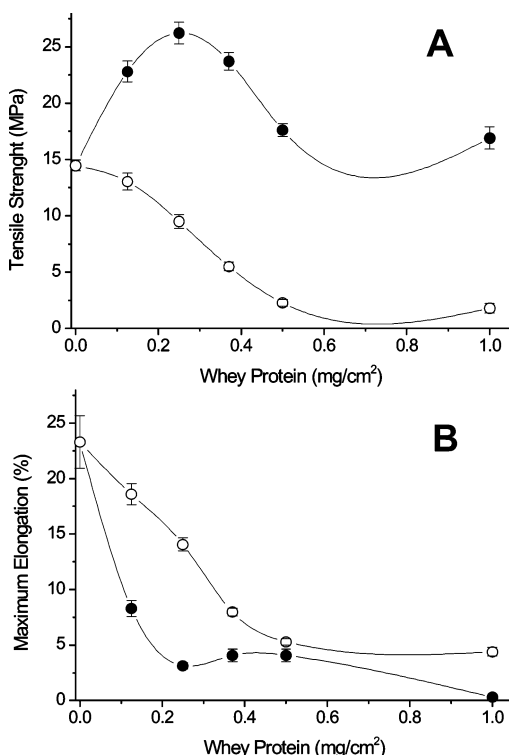 A
25
20
15
10
5
0
Tensile Strenght (MPa)
0.0 0.2 0.4 0.6 0.8 1.0
Whey Protein (mg/cm²)
B
25
20
15
10
5
0
Maximum Elongation (%)
0.0 0.2 0.4 0.6 0.8 1.0
Whey Protein (mg/cm²)